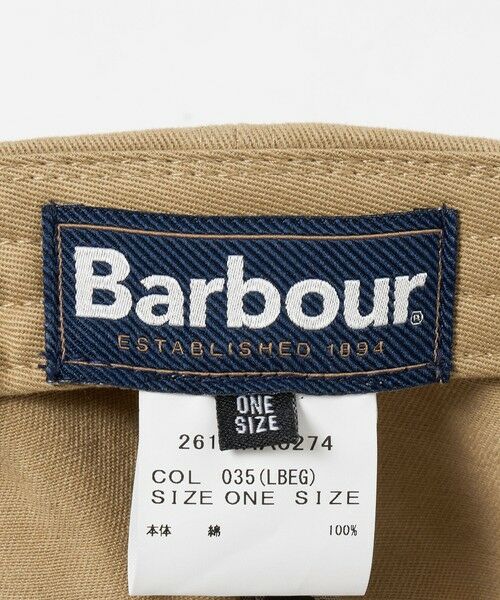 Barbour®
ESTABLISHED 1894
ONE
SIZE
COL 035(LBEG)
SIZE ONE SIZE
本体 綿 100%